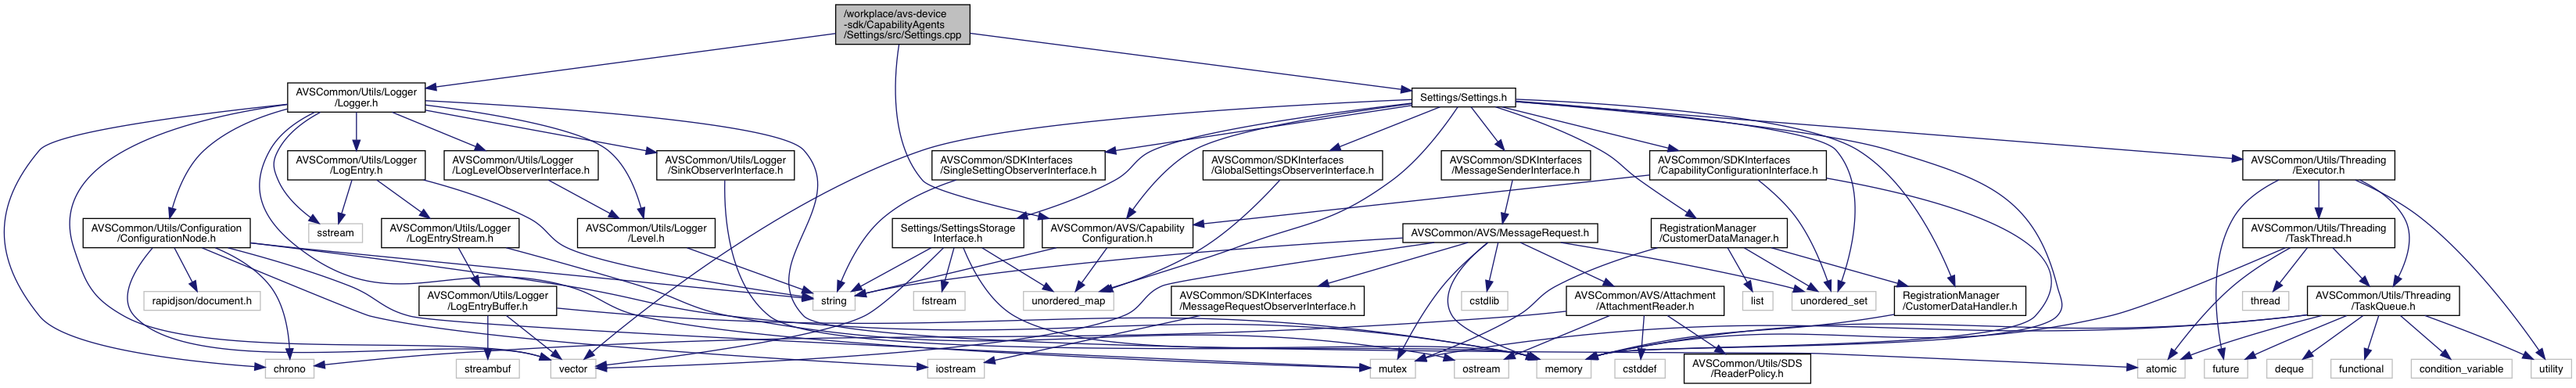 /workplace/avs-device
-sdk/CapabilityAgents
/Settings/src/Settings.cpp
AVSCommon/Utils/Logger
/Logger.h
Settings/Settings.h
AVSCommon/Utils/Logger
/LogEntry.h
AVSCommon/Utils/Logger
/LogLevelObserverInterface.h
AVSCommon/Utils/Logger
/SinkObserverInterface.h
AVSCommon/SDKInterfaces
/SingleSettingObserverInterface.h
AVSCommon/SDKInterfaces
/GlobalSettingsObserverInterface.h
AVSCommon/SDKInterfaces
/MessageSenderInterface.h
AVSCommon/SDKInterfaces
/CapabilityConfigurationInterface.h
AVSCommon/Utils/Threading
/Executor.h
AVSCommon/Utils/Configuration
/ConfigurationNode.h
sstream
AVSCommon/Utils/Logger
/LogEntryStream.h
AVSCommon/Utils/Logger
/Level.h
Settings/SettingsStorage
Interface.h
AVSCommon/AVS/Capability
Configuration.h
AVSCommon/AVS/MessageRequest.h
RegistrationManager
/CustomerDataManager.h
AVSCommon/Utils/Threading
/TaskThread.h
rapidjson/document.h
AVSCommon/Utils/Logger
/LogEntryBuffer.h
string
fstream
unordered_map
AVSCommon/SDKInterfaces
/MessageRequestObserverInterface.h
cstdlib
AVSCommon/AVS/Attachment
/AttachmentReader.h
list
unordered_set
RegistrationManager
/CustomerDataHandler.h
thread
AVSCommon/Utils/Threading
/TaskQueue.h
chrono
streambuf
vector
iostream
mutex
ostream
memory
cstddef
AVSCommon/Utils/SDS
/ReaderPolicy.h
atomic
future
deque
functional
condition_variable
utility